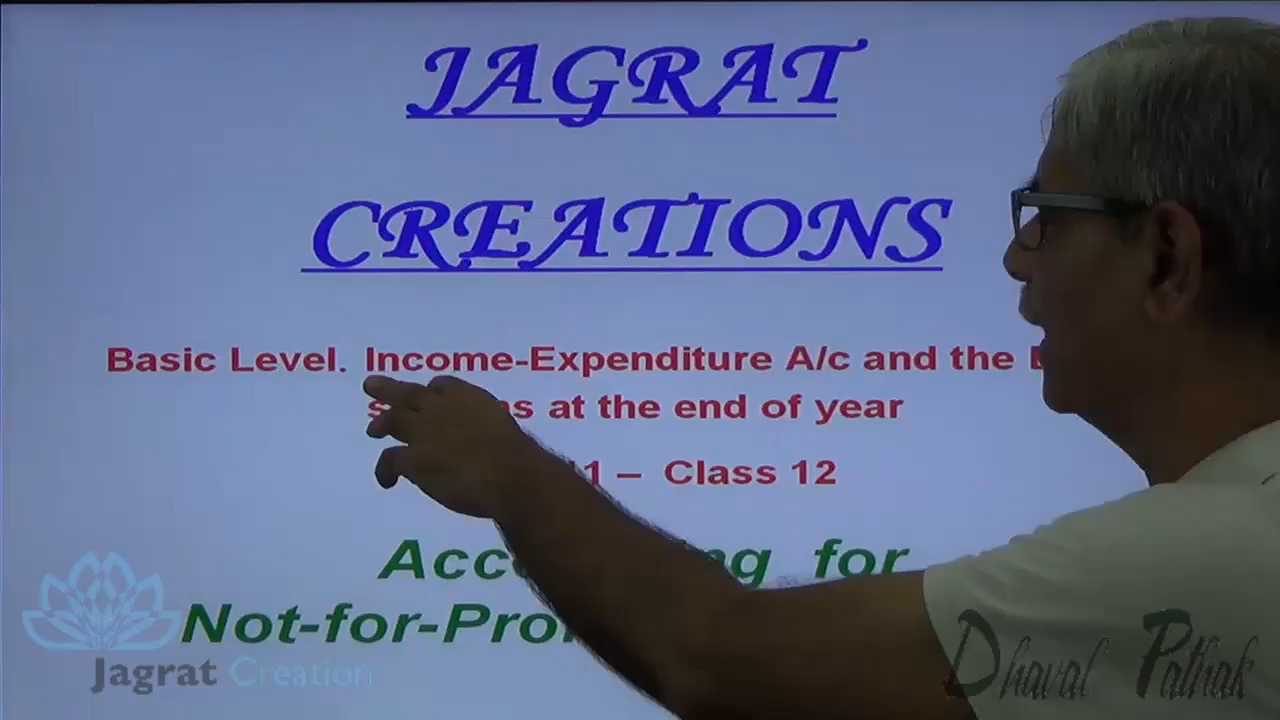 JAGRAT
CREATIONS
Basic Level. Income-Expenditure A/c and the
at the end of year
– Class 12
for
Not-for-
Jagrat Creation
Dhaval Pathak